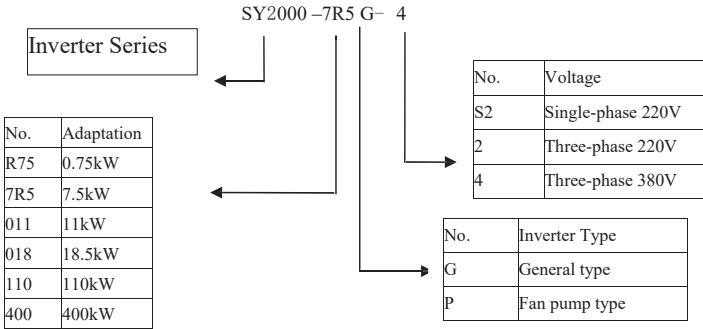 SY2000 –7R5 G– 4
Inverter Series
No. Voltage
S2 Single-phase 220V
2 Three-phase 220V
4 Three-phase 380V
No. Adaptation
R75 0.75kW
7R5 7.5kW
011 11kW
018 18.5kW
110 110kW
400 400kW
No. Inverter Type
G General type
P Fan pump type